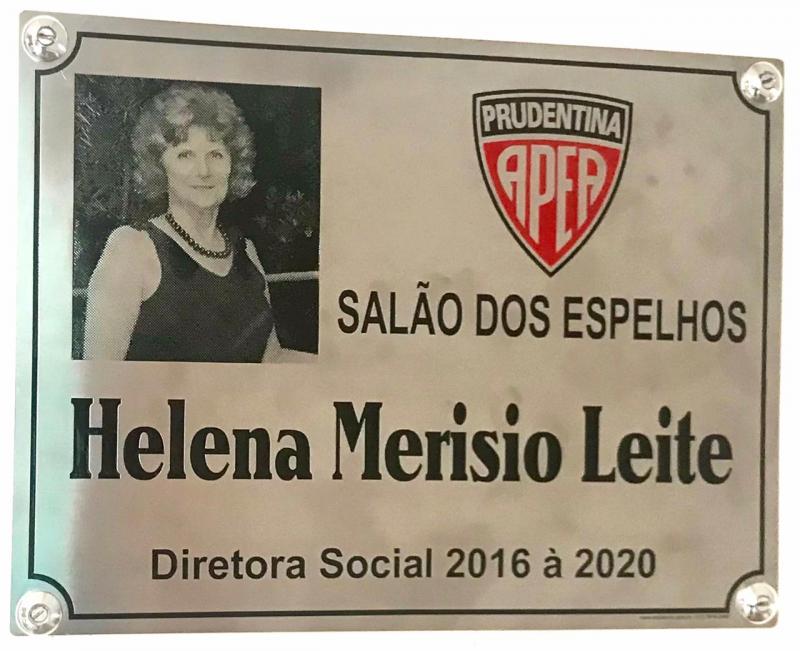 PRUDENTINA
APEA
SALÃO DOS ESPELHOS
Helena Merisio Leite
Diretora Social 2016 à 2020